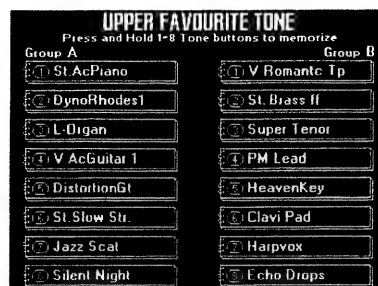 UPPER FAVOURITE TONE
Press and Hold 1-8 Tone buttons to memorize
Group A Group B
1 St.AcPiano 1 V Romantc Tp
2 DynoRhodes1 2 St.Brass ff
3 L-Organ 3 Super Tenor
4 V AcGuitar 1 4 PM Lead
5 DistortionGt 5 HeavenKey
6 St.Slow Str. 6 Clavi Pad
7 Jazz Scat 7 Harpvox
8 Silent Night 8 Echo Drops